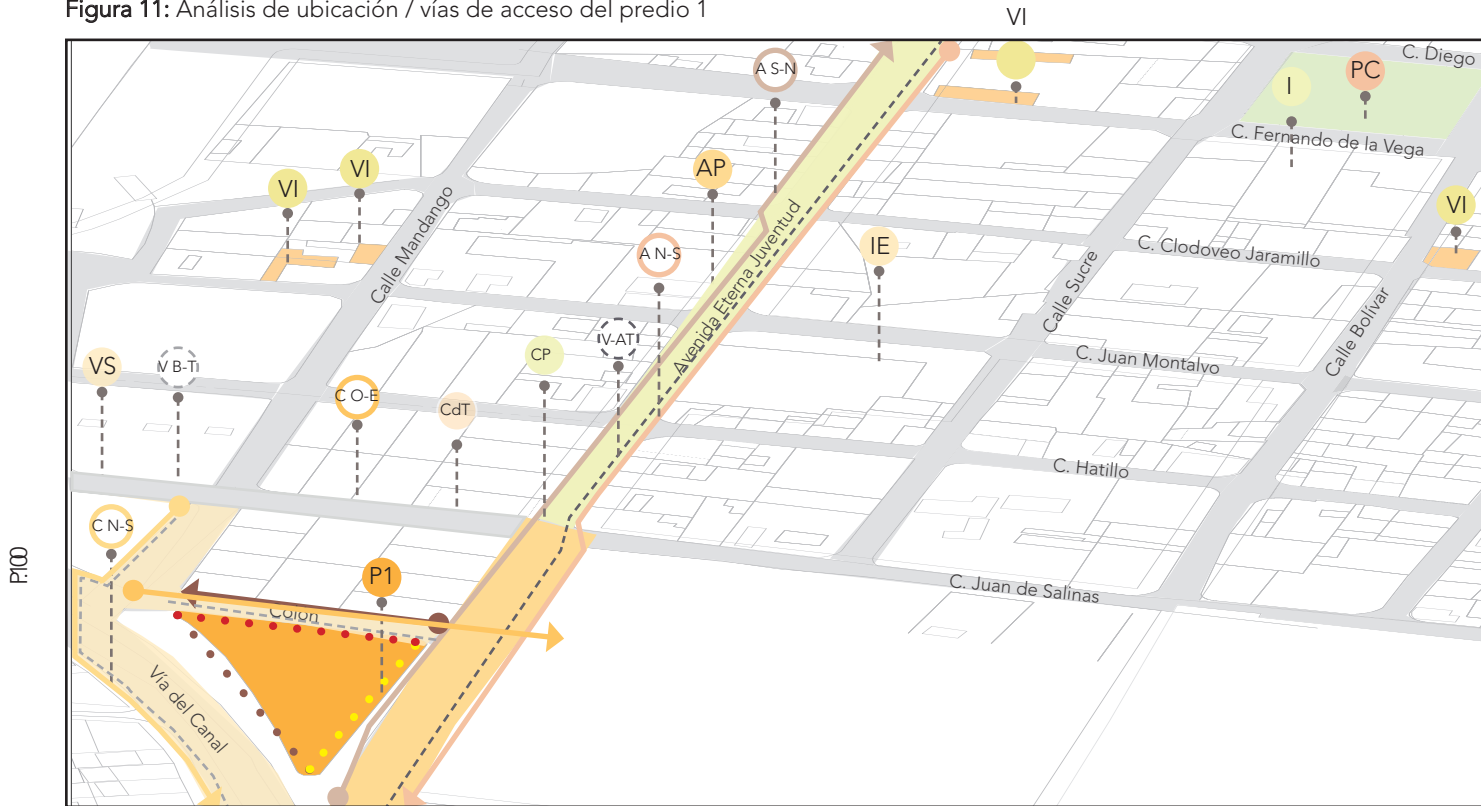 Figura 11: Análisis de ubicación / vías de acceso del predio 1
VI
C. Diego
A S-N
PC
I
C. Fernando de la Vega
VI
VI
AP
Calle Mandango
VI
A N-S
Avenida Eterna Juventud
IE
C. Clodoveo Jaramillo
Calle Sucre
Calle Bolívar
V-AT
CP
VS
V B-T
C. Juan Montalvo
C O-E
CdT
C. Hatillo
C N-S
P.100
P1
C. Juan de Salinas
Colón
Vía del Canal